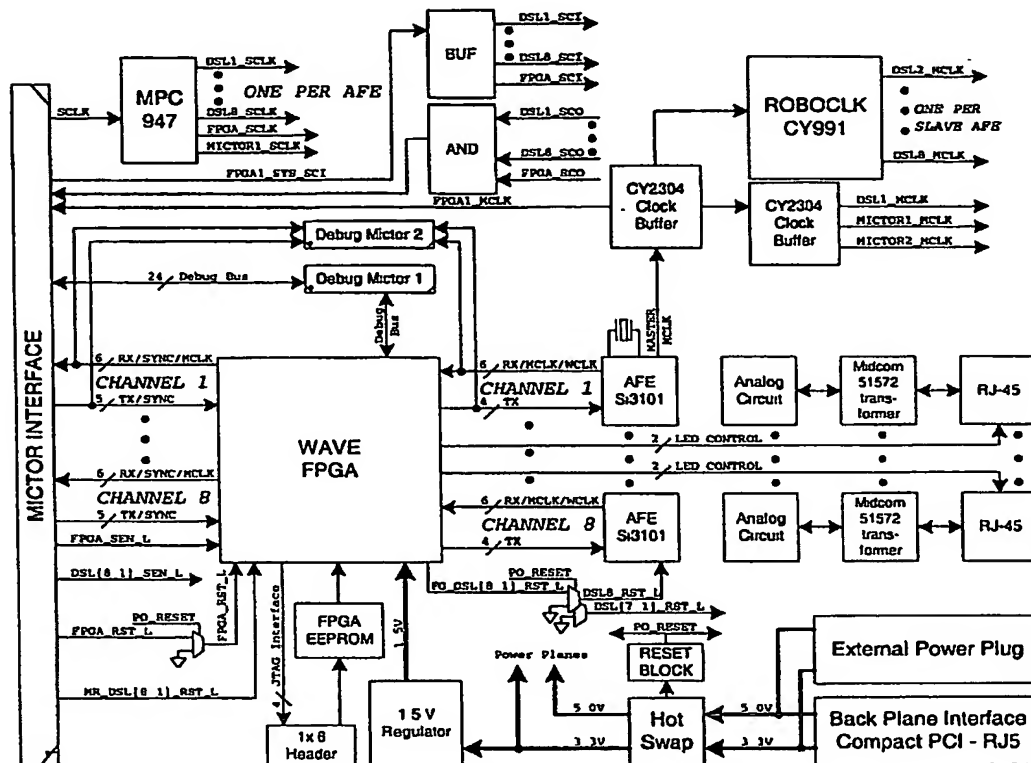 DSL1_SCI
BUF
DSL8_SCI
FPGA_SCI
DSL1_SCLK
MPC
947
SCLK
ONE PER AFE
DSL8_SCLK
FPGA_SCLK
MICTOR1_SCLK
DSL1_SCO
AND
DSL8_SCO
FPGA_SCO
FPGA1_SYS_SCI
FPGA1_MCLK
ROBOCLK
CY991
DSL2_MCLK
ONE PER
SLAVE AFE
DSL8_MCLK
CY2304
Clock
Buffer
CY2304
Clock
Buffer
DSL1_MCLK
MICTOR1_MCLK
MICTOR2_MCLK
Debug Mictor 2
Debug Mictor 1
24 Debug Bus
Debug
Bus
MASTER
MCLK
MICTOR INTERFACE
6 RX/SYNC/MCLK
CHANNEL 1
5 TX/SYNC
6 RX/SYNC/MCLK
CHANNEL 8
5 TX/SYNC
FPGA_SEN_L
DSL[8 1]_SEN_L
PO_RESET
FPGA_RST_L
FPGA_RST_L
MR_DSL[8 1]_RST_L
WAVE
FPGA
6 RX/MCLK/WCLK
CHANNEL 1
4 TX
AFE
Si3101
2 LED CONTROL
2 LED CONTROL
6 RX/MCLK/WCLK
CHANNEL 8
4 TX
AFE
Si3101
Analog
Circuit
Midcom
51572
trans-
former
RJ-45
Analog
Circuit
Midcom
51572
trans-
former
RJ-45
PO_RESET
FG_DSL[8 1]_RST_L
DSL8_RST_L
DSL[7 1]_RST_L
4 JTAG Interface
FPGA
EEPROM
1 5V
1x6
Header
1 5 V
Regulator
Power Planes
PO_RESET
RESET
BLOCK
5 0V
3 3V
Hot
Swap
5 0V
3 3V
External Power Plug
Back Plane Interface
Compact PCI - RJ5